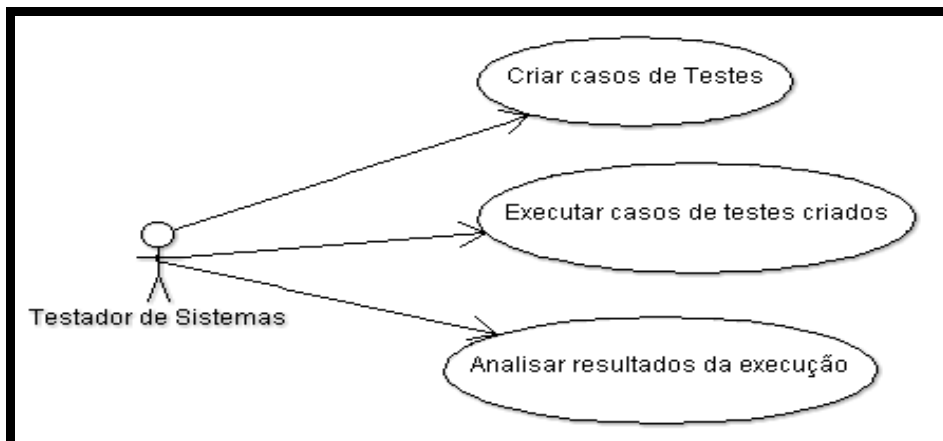 Criar casos de Testes
Executar casos de testes criados
Testador de Sistemas
Analisar resultados da execução